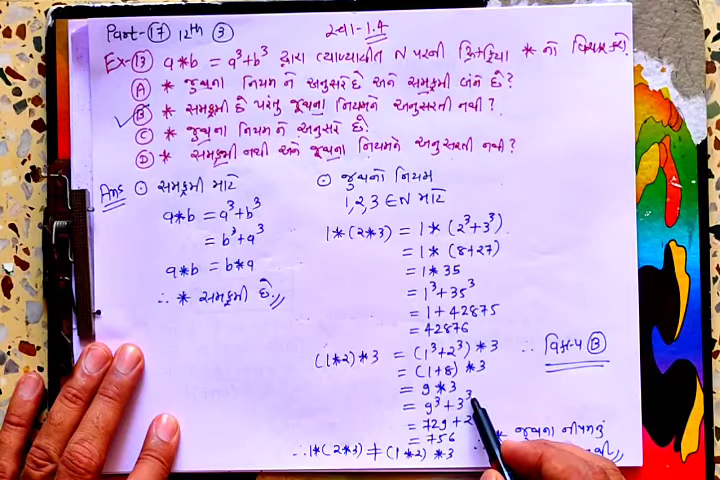 Part-17 12th 3 સ્વા-1.4
Ex-13 a*b = a³+b³ દ્વારા વ્યાખ્યાયીત N પરની ક્રિયા * નો વિચાર કરો.
A * જૂથના નિયમ ને અનુસરે છે અને સમક્રમી બંને છે?
B * સમક્રમી છે પરંતુ જૂથના નિયમને અનુસરતી નથી?
C * જૂથના નિયમ ને અનુસરે છે.
D * સમક્રમી નથી અને જૂથના નિયમને અનુસરતી નથી?
Ans ⊙ સમક્રમી માટે
a*b = a³+b³
= b³+a³
a*b = b*a
∴ * સમક્રમી છે.
⊙ જૂથનો નિયમ
1,2,3 ∈ N માટે
1*(2*3) = 1*(2³+3³)
= 1*(8+27)
= 1*35
= 1³+35³
= 1+42875
= 42876
(1*2)*3 = (1³+2³)*3
= (1+8)*3
= 9*3
= 9³+3³
= 729+2
= 756
∴ 1*(2*3) ≠ (1*2)*3
∴ * જૂથના નીયમનું
∴ વિકલ્પ B